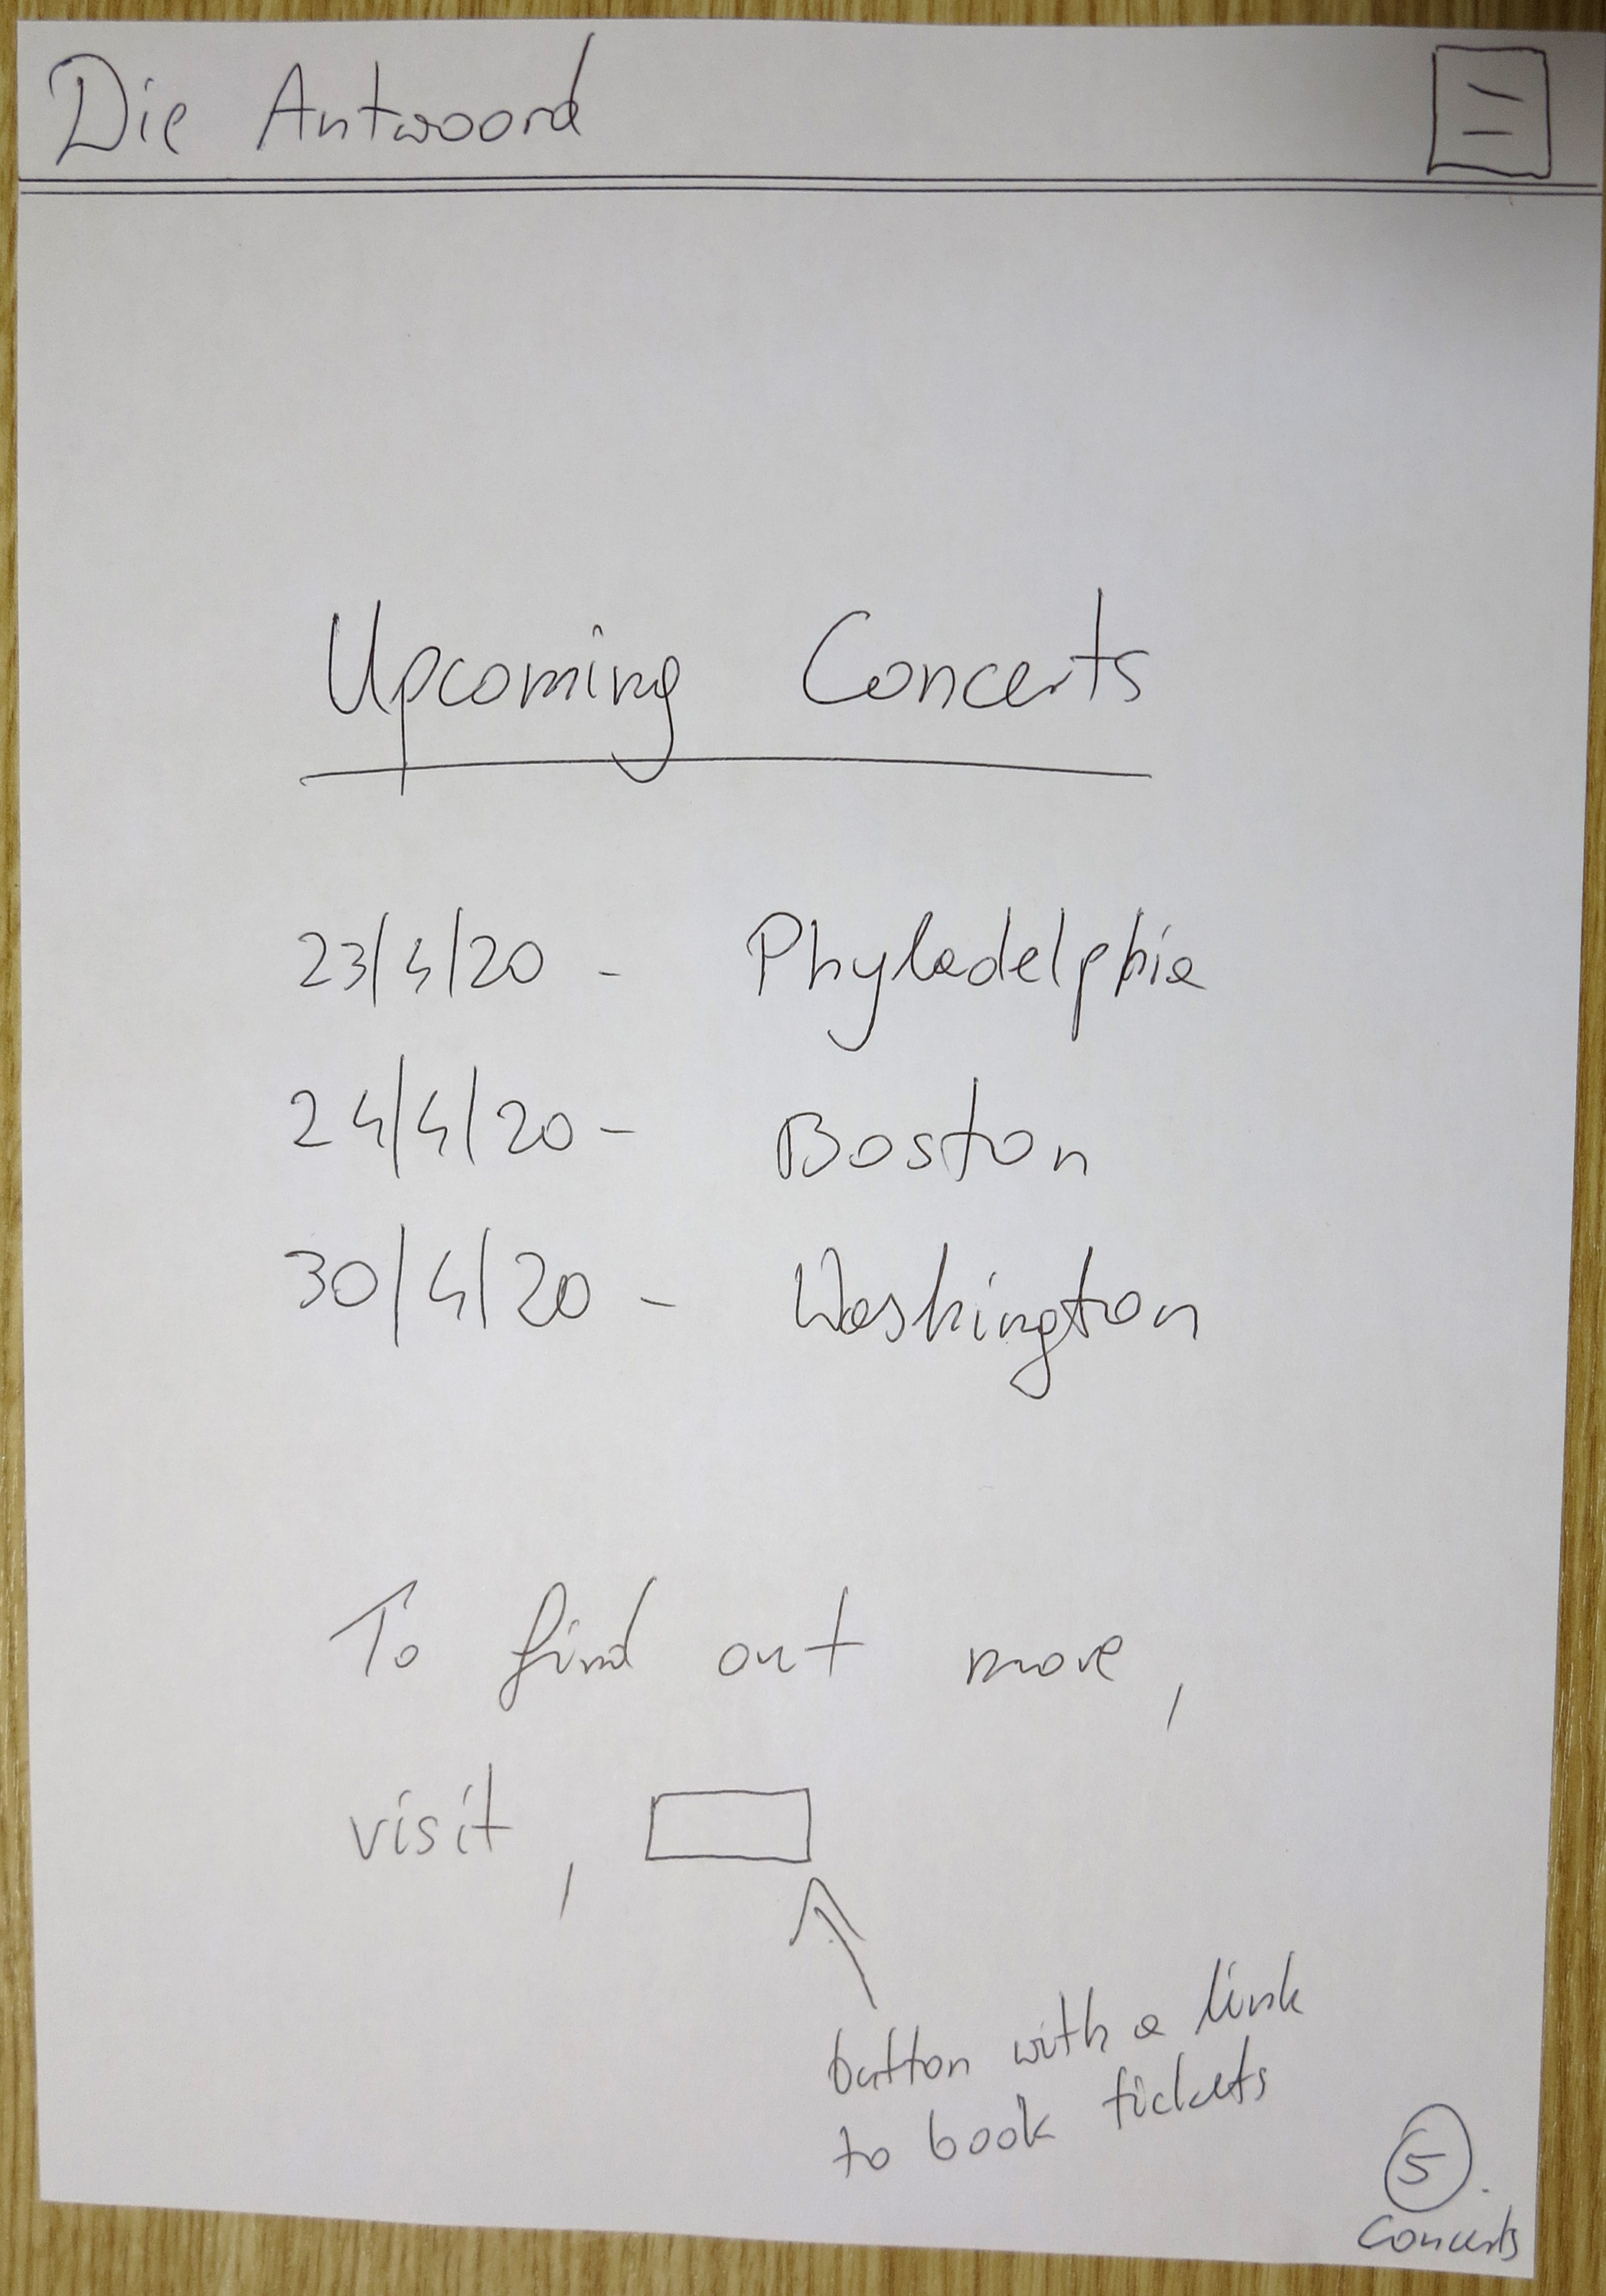 Die Antwoord
Upcoming Concerts
23/4/20 - Phyladelphia
24/4/20 - Boston
30/4/20 - Washington
To find out more,
visit,
button with a link
to book tickets
5.
Concerts